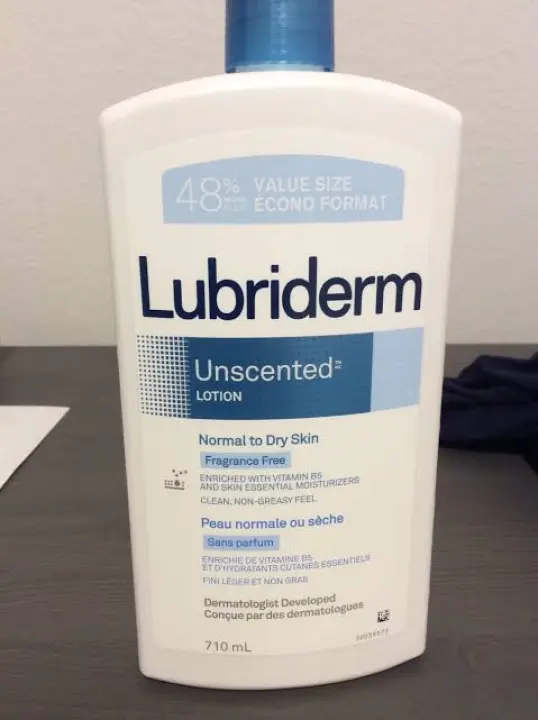 48%
VALUE SIZE
ÉCONO FORMAT
Lubriderm
Unscented
LOTION
Normal to Dry Skin
Fragrance Free
ENRICHED WITH VITAMIN B5
AND SKIN ESSENTIAL MOISTURIZERS
CLEAN, NON-GREASY FEEL
Peau normale ou sèche
Sans parfum
ENRICHIE DE VITAMINE B5
ET D'HYDRATANTS CUTANÉS ESSENTIELS
FINI LÉGER ET NON GRAS
Dermatologist Developed
Conçue par des dermatologues
710 mL